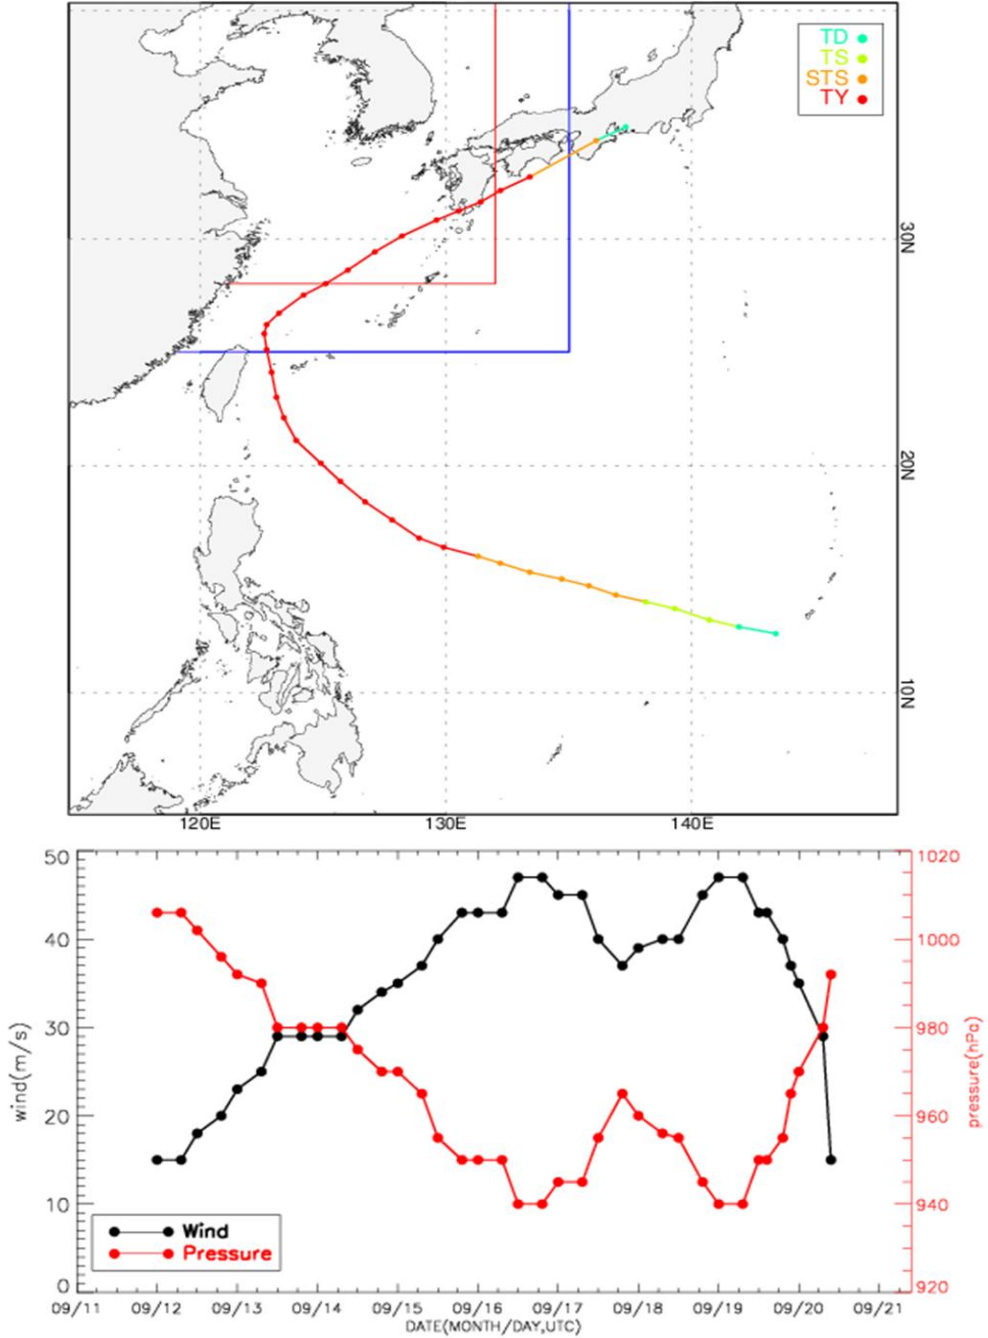 TD
TS
STS
TY
30N
20N
10N
120E 130E 140E
50 1020
40 1000
30 980
20 960
10 940
0 920
wind(m/s)
pressure(hPa)
Wind
Pressure
09/11 09/12 09/13 09/14 09/15 09/16 09/17 09/18 09/19 09/20 09/21
DATE(MONTH/DAY,UTC)